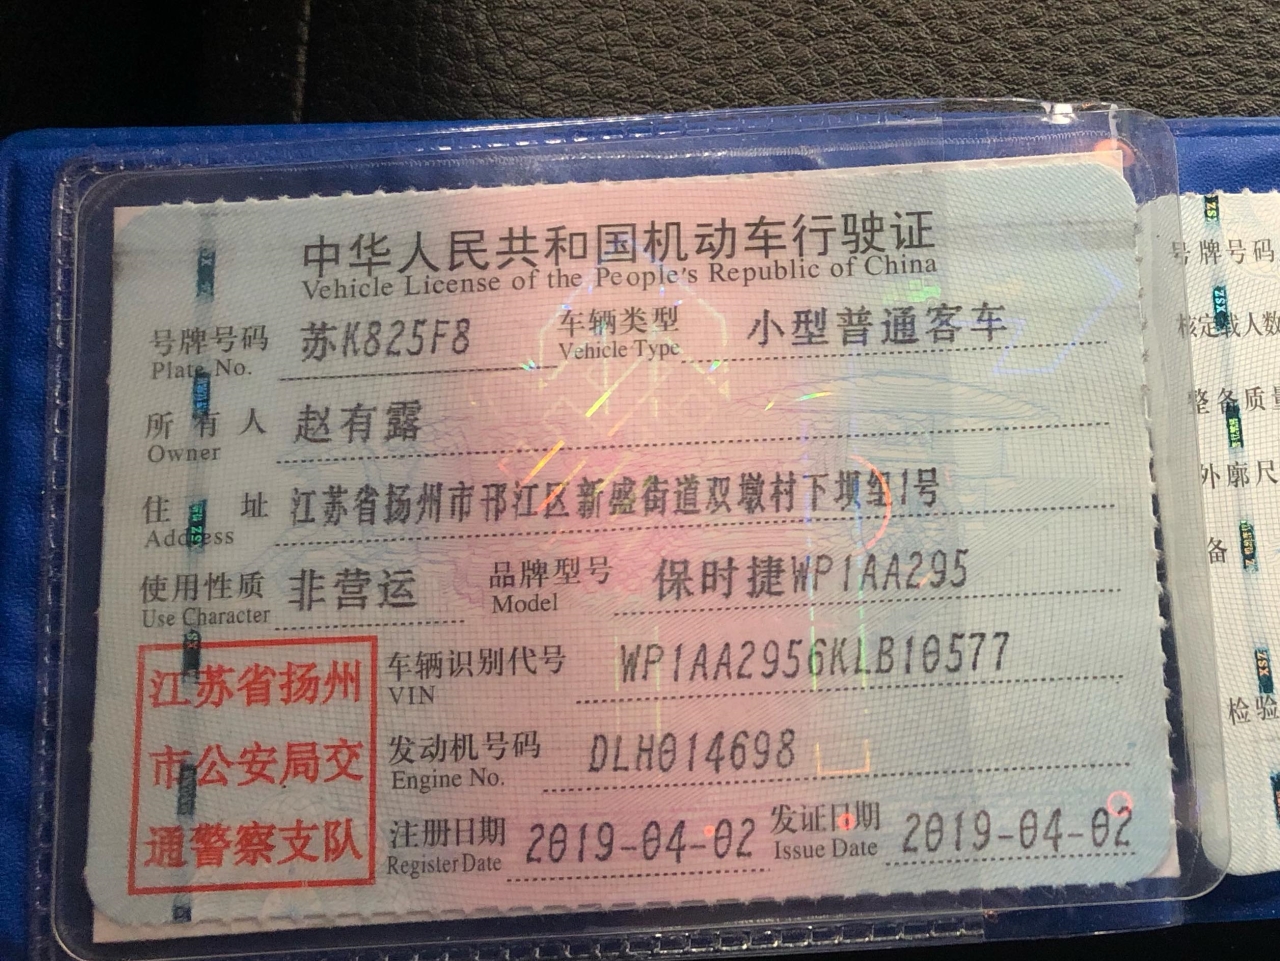 中华人民共和国机动车行驶证
Vehicle License of the People's Republic of China
号牌号码 苏K825F8 车辆类型 小型普通客车
Plate No. Vehicle Type
所有人 赵有露
Owner
住址 江苏省扬州市邗江区新盛街道双墩村下坝组1号
Address
使用性质 非营运 品牌型号 保时捷WP1AA295
Use Character Model
江苏省扬州
市公安局交
通警察支队
车辆识别代号 WP1AA2956KLB10577
VIN
发动机号码 DLH014698
Engine No.
注册日期 2019-04-02 发证日期 2019-04-02
Register Date Issue Date
号牌号码
核定载人数
整备质量
外廓尺
备
检验